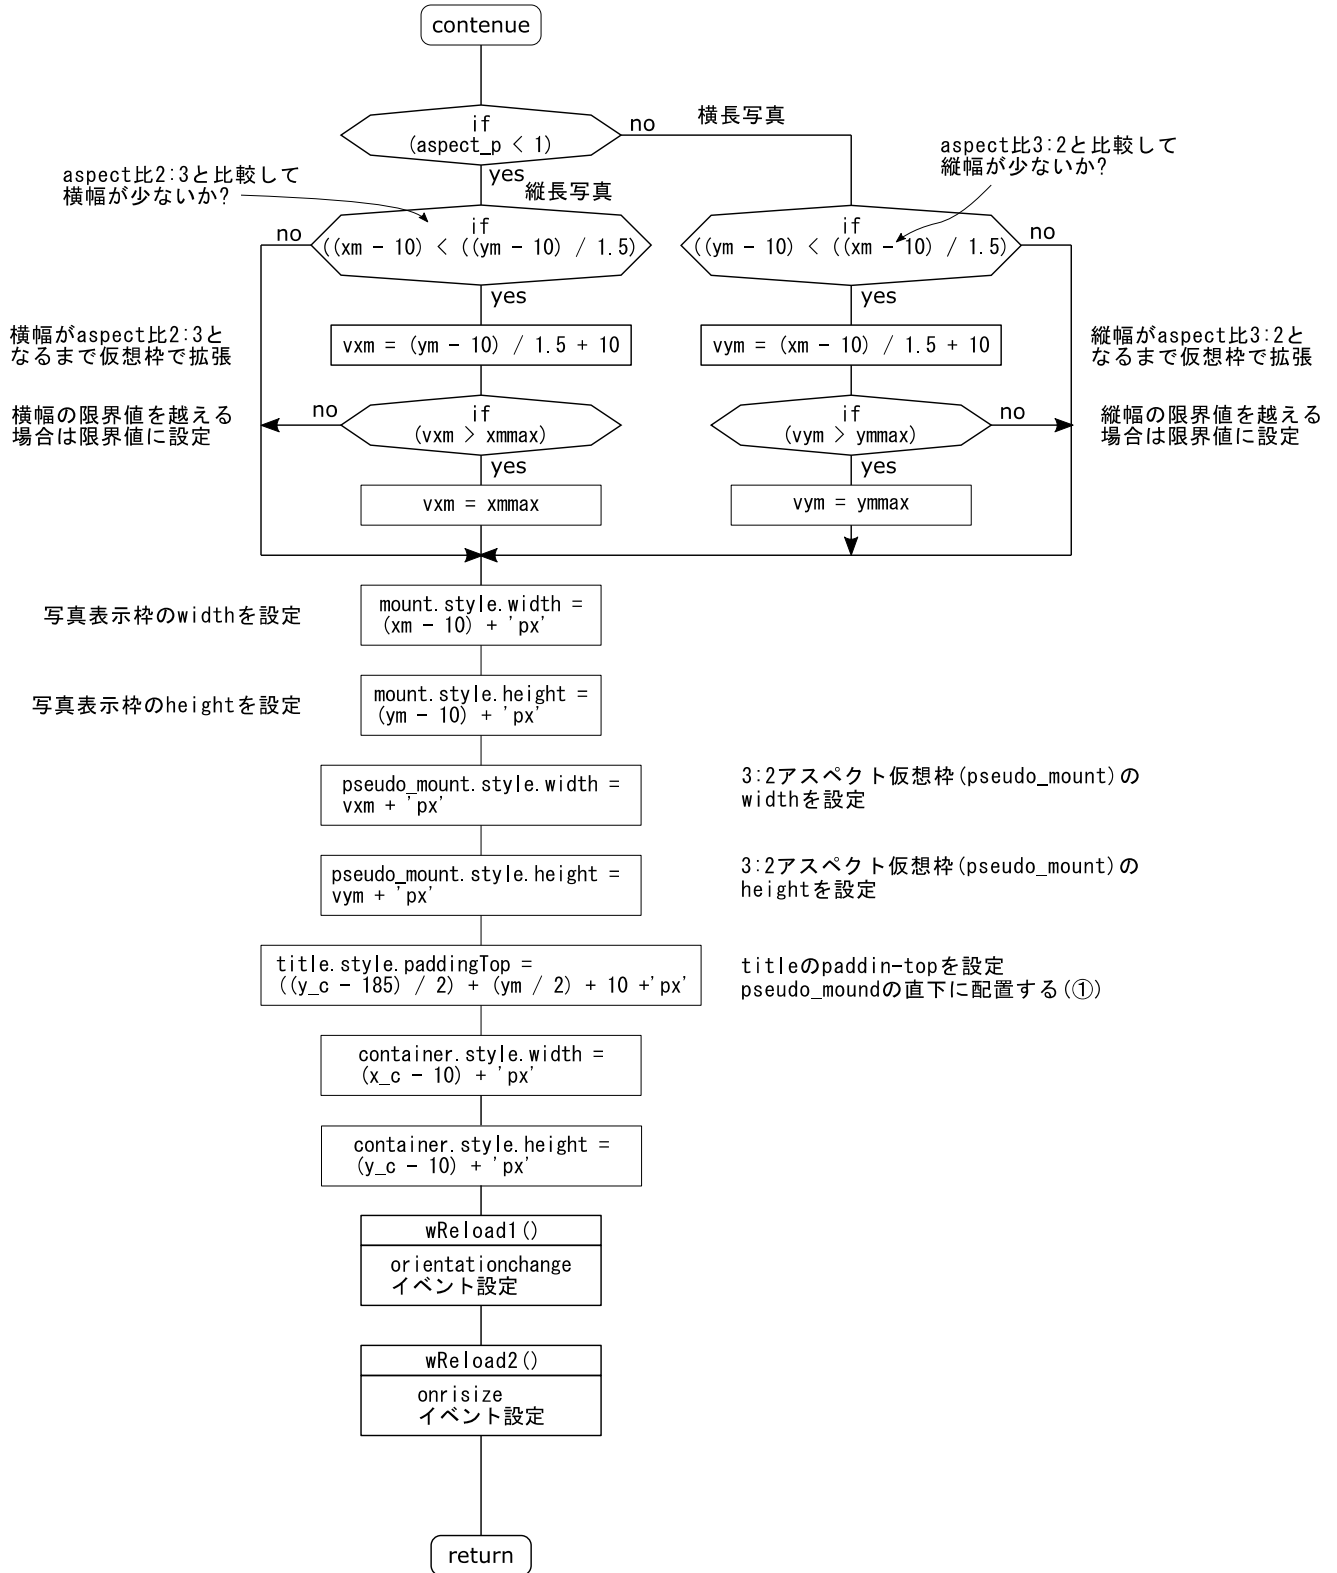 contenue
if
(aspect_p < 1)
no
横長写真
yes
縦長写真
aspect比2:3と比較して
横幅が少ないか?
aspect比3:2と比較して
縦幅が少ないか?
no
if
((xm - 10) < ((ym - 10) / 1.5)
yes
if
((ym - 10) < ((xm - 10) / 1.5)
no
yes
横幅がaspect比2:3と
なるまで仮想枠で拡張
vxm = (ym - 10) / 1.5 + 10
vym = (xm - 10) / 1.5 + 10
縦幅がaspect比3:2と
なるまで仮想枠で拡張
横幅の限界値を越える
場合は限界値に設定
no
if
(vxm > xmmax)
yes
if
(vym > ymmax)
no
yes
縦幅の限界値を越える
場合は限界値に設定
vxm = xmmax
vym = ymmax
写真表示枠のwidthを設定
mount.style.width =
(xm - 10) + 'px'
写真表示枠のheightを設定
mount.style.height =
(ym - 10) + 'px'
pseudo_mount.style.width =
vxm + 'px'
3:2アスペクト仮想枠(pseudo_mount)の
widthを設定
pseudo_mount.style.height =
vym + 'px'
3:2アスペクト仮想枠(pseudo_mount)の
heightを設定
title.style.paddingTop =
((y_c - 185) / 2) + (ym / 2) + 10 +'px'
titleのpaddin-topを設定
pseudo_moundの直下に配置する(①)
container.style.width =
(x_c - 10) + 'px'
container.style.height =
(y_c - 10) + 'px'
wReload1()
orientationchange
イベント設定
wReload2()
onrisize
イベント設定
return